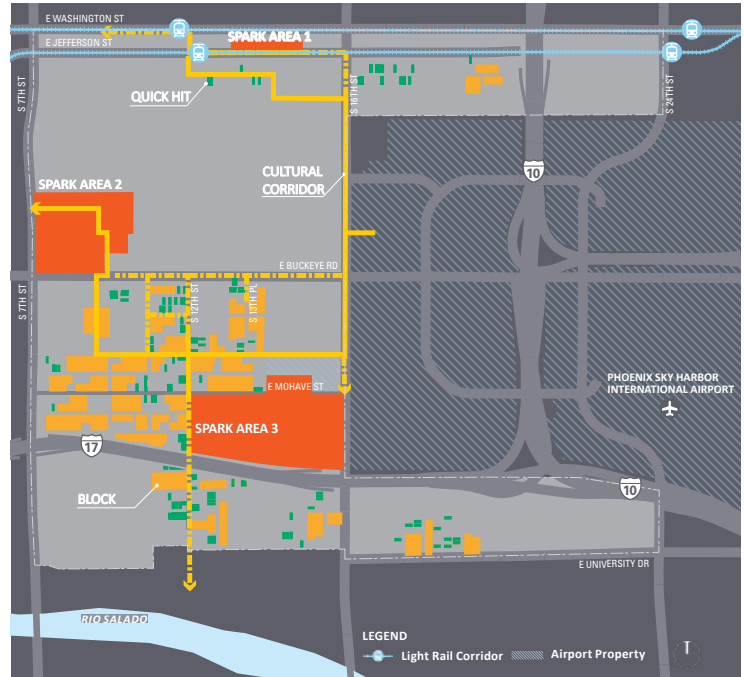 E WASHINGTON ST
E JEFFERSON ST
SPARK AREA 1
QUICK HIT
S 7TH ST
S 16TH ST
S 24TH ST
CULTURAL
CORRIDOR
10
SPARK AREA 2
E BUCKEYE RD
S 7TH ST
S 12TH ST
S 13TH PL
E MOHAVE ST
PHOENIX SKY HARBOR
INTERNATIONAL AIRPORT
SPARK AREA 3
17
BLOCK
10
E UNIVERSITY DR
RIO SALADO
LEGEND
Light Rail Corridor
Airport Property